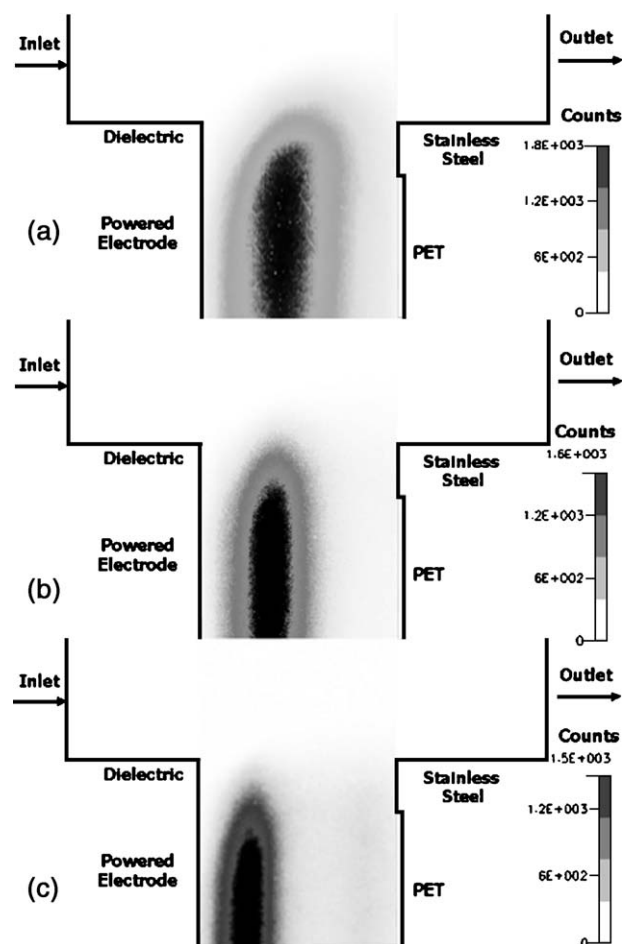 Inlet
Outlet
Counts
Dielectric
Stainless
Steel
1.8E+003
(a)
Powered
Electrode
PET
1.2E+003
6E+002
0
Inlet
Outlet
Counts
1.6E+003
Dielectric
Stainless
Steel
1.2E+003
(b)
Powered
Electrode
PET
6E+002
0
Inlet
Outlet
Counts
1.5E+003
Dielectric
Stainless
Steel
1.2E+003
(c)
Powered
Electrode
PET
6E+002
0